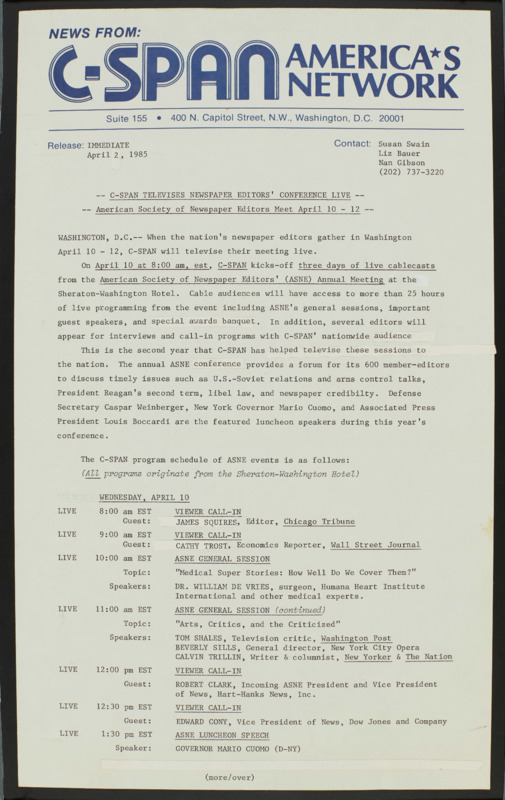 NEWS FROM:
C-SPAN AMERICA★S NETWORK
Suite 155 • 400 N. Capitol Street, N.W., Washington, D.C. 20001
Release: IMMEDIATE
April 2, 1985
Contact: Susan Swain
Liz Bauer
Nan Gibson
(202) 737-3220
-- C-SPAN TELEVISES NEWSPAPER EDITORS' CONFERENCE LIVE --
-- American Society of Newspaper Editors Meet April 10 - 12 --
WASHINGTON, D.C.-- When the nation's newspaper editors gather in Washington
April 10 - 12, C-SPAN will televise their meeting live.
On April 10 at 8:00 am, est, C-SPAN kicks-off three days of live cablecasts
from the American Society of Newspaper Editors' (ASNE) Annual Meeting at the
Sheraton-Washington Hotel. Cable audiences will have access to more than 25 hours
of live programming from the event including ASNE's general sessions, important
guest speakers, and special awards banquet. In addition, several editors will
appear for interviews and call-in programs with C-SPAN' nationwide audience
This is the second year that C-SPAN has helped televise these sessions to
the nation. The annual ASNE conference provides a forum for its 600 member-editors
to discuss timely issues such as U.S.-Soviet relations and arms control talks,
President Reagan's second term, libel law, and newspaper credibilty. Defense
Secretary Caspar Weinberger, New York Governor Mario Cuomo, and Associated Press
President Louis Boccardi are the featured luncheon speakers during this year's
conference.
The C-SPAN program schedule of ASNE events is as follows:
(All programs originate from the Sheraton-Washington Hotel)
WEDNESDAY, APRIL 10
LIVE 8:00 am EST VIEWER CALL-IN
Guest: JAMES SQUIRES, Editor, Chicago Tribune
LIVE 9:00 am EST VIEWER CALL-IN
Guest: CATHY TROST, Economics Reporter, Wall Street Journal
LIVE 10:00 am EST ASNE GENERAL SESSION
Topic: "Medical Super Stories: How Well Do We Cover Them?"
Speakers: DR. WILLIAM DE VRIES, surgeon, Humana Heart Institute
International and other medical experts.
LIVE 11:00 am EST ASNE GENERAL SESSION (continued)
Topic: "Arts, Critics, and the Criticized"
Speakers: TOM SHALES, Television critic, Washington Post
BEVERLY SILLS, General director, New York City Opera
CALVIN TRILLIN, Writer & columnist, New Yorker & The Nation
LIVE 12:00 pm EST VIEWER CALL-IN
Guest: ROBERT CLARK, Incoming ASNE President and Vice President
of News, Hart-Hanks News, Inc.
LIVE 12:30 pm EST VIEWER CALL-IN
Guest: EDWARD CONY, Vice President of News, Dow Jones and Company
LIVE 1:30 pm EST ASNE LUNCHEON SPEECH
Speaker: GOVERNOR MARIO CUOMO (D-NY)
(more/over)